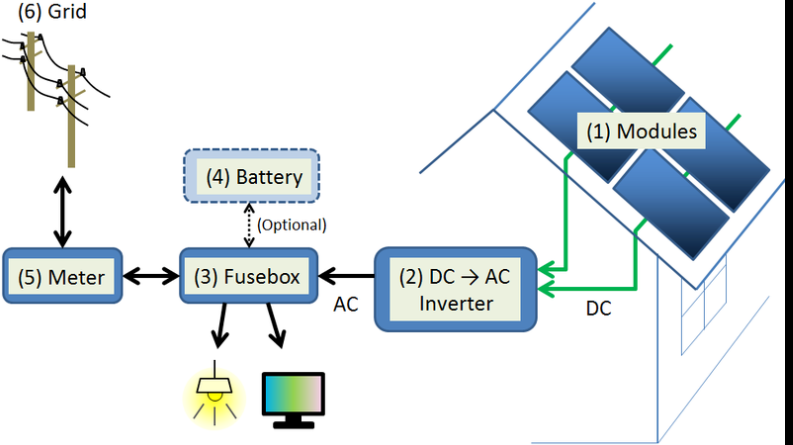 (6) Grid
(1) Modules
(4) Battery
(Optional)
(5) Meter
(3) Fusebox
(2) DC → AC
Inverter
AC
DC